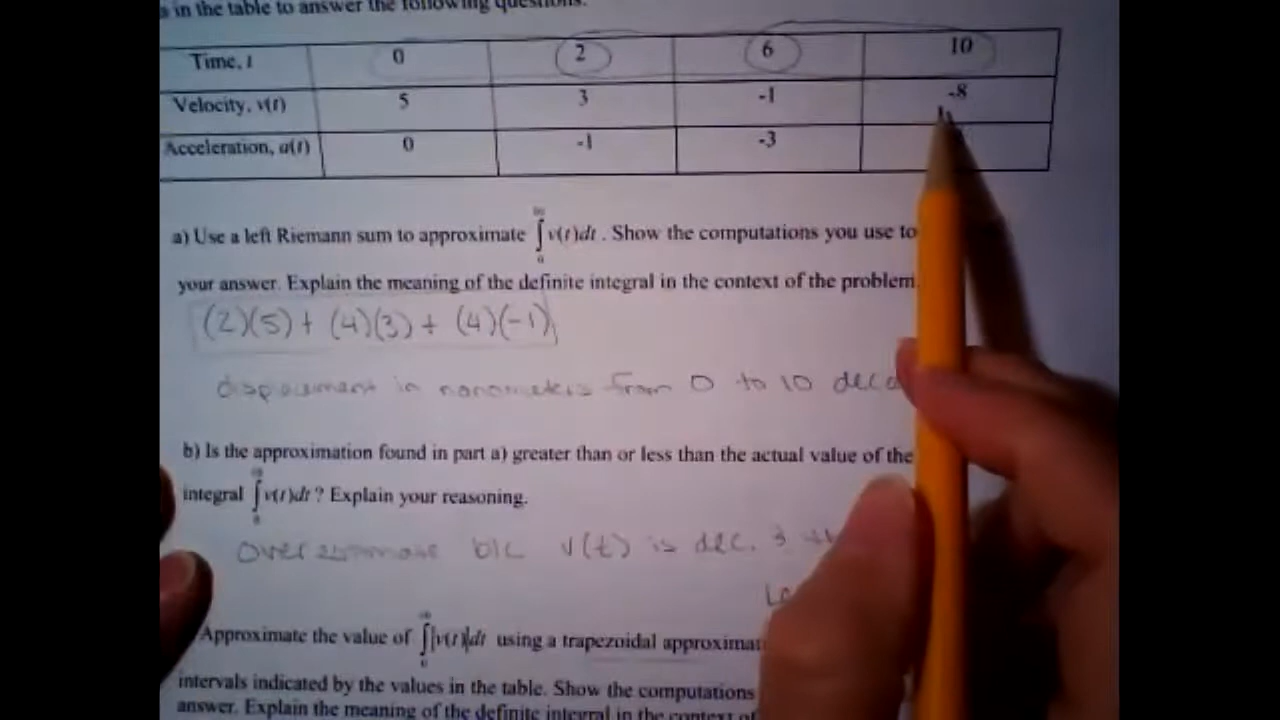 in the table to answer the following questions.
Time, t 0 2 6 10
Velocity, v(t) 5 3 -1 -8
Acceleration, a(t) 0 -1 -3
a) Use a left Riemann sum to approximate ∫ v(t)dt. Show the computations you use to
your answer. Explain the meaning of the definite integral in the context of the problem.
(2)(5) + (4)(3) + (4)(-1)
displacement in nanometers from 0 to 10
b) Is the approximation found in part a) greater than or less than the actual value of the
integral ∫ v(t)dt? Explain your reasoning.
Overestimate b/c v(t) is dec.
Approximate the value of ∫|v(t)|dt using a trapezoidal
intervals indicated by the values in the table. Show the computations
answer. Explain the meaning of the definite integral in the context of